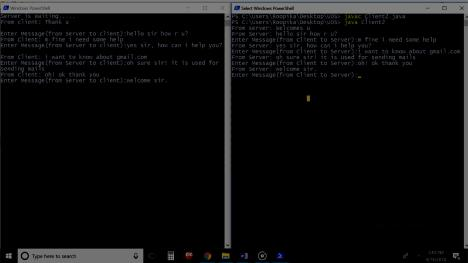 Windows PowerShell
Server is waiting.....
From Client: Thank u
Enter Message(from Server to client):hello sir how r u?
From Client: m fine i need some help
Enter Message(from Server to client):yes sir, how can i help you?
From Client: i want to know about gmail.com
Enter Message(from Server to client):oh sure sir! it is used for
sending mails
From Client: oh! ok thank you
Enter Message(from Server to client):welcome sir.
Select Windows PowerShell
PS C:\Users\Roopika\Desktop\OS> javac Client2.java
PS C:\Users\Roopika\Desktop\OS> java Client2
From Server: Welcomes u
From Server: hello sir how r u?
Enter Message(from Client to Server):m fine i need some help
From Server: yes sir, how can i help you?
Enter Message(from Client to Server):i want to know about gmail.com
From Server: oh sure sir! it is used for sending mails
Enter Message(from Client to Server):oh! ok thank you
From Server: welcome sir.
Enter Message(from Client to Server):
Type here to search